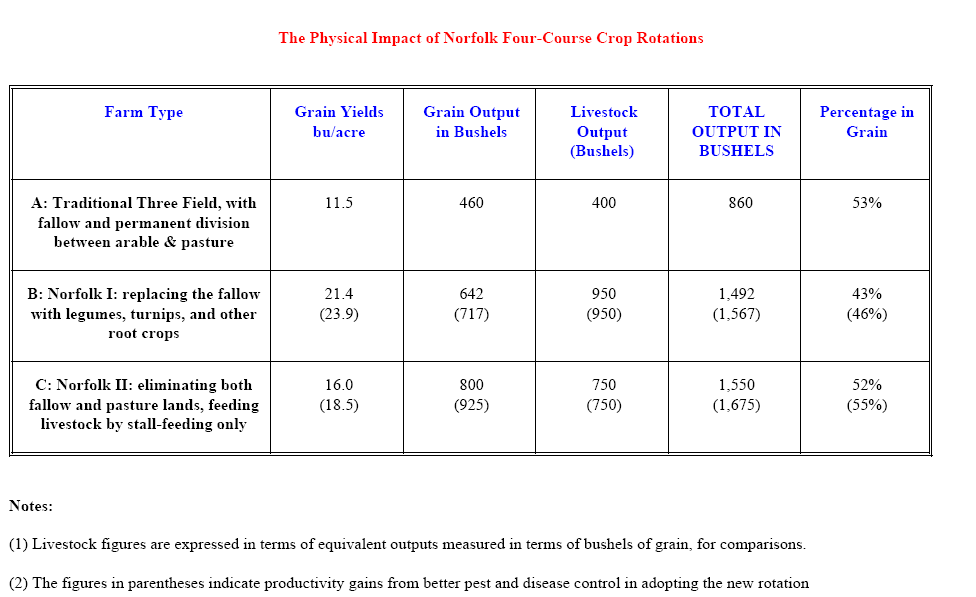 The Physical Impact of Norfolk Four-Course Crop Rotations
Farm Type
Grain Yields
bu/acre
Grain Output
in Bushels
Livestock
Output
(Bushels)
TOTAL
OUTPUT IN
BUSHELS
Percentage in
Grain
A: Traditional Three Field, with
fallow and permanent division
between arable & pasture
11.5
460
400
860
53%
B: Norfolk I: replacing the fallow
with legumes, turnips, and other
root crops
21.4
(23.9)
642
(717)
950
(950)
1,492
(1,567)
43%
(46%)
C: Norfolk II: eliminating both
fallow and pasture lands, feeding
livestock by stall-feeding only
16.0
(18.5)
800
(925)
750
(750)
1,550
(1,675)
52%
(55%)
Notes:
(1) Livestock figures are expressed in terms of equivalent outputs measured in terms of bushels of grain, for comparisons.
(2) The figures in parentheses indicate productivity gains from better pest and disease control in adopting the new rotation